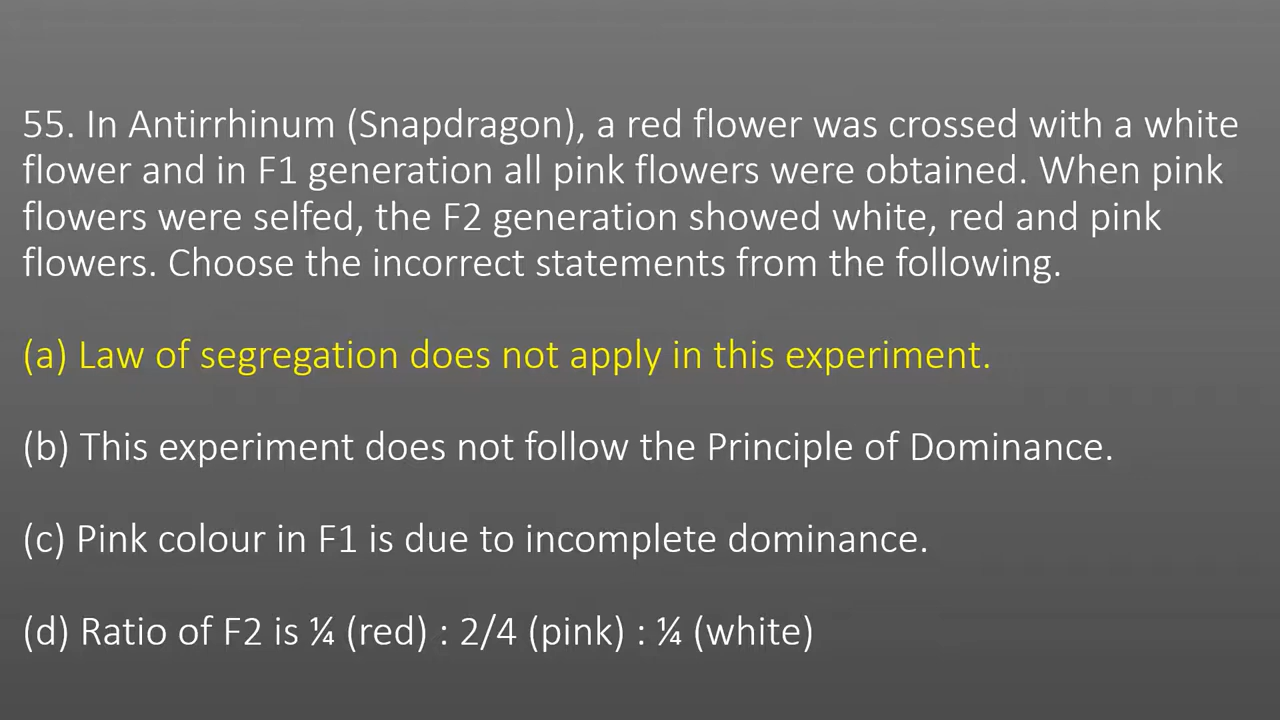 55. In Antirrhinum (Snapdragon), a red flower was crossed with a white
flower and in F1 generation all pink flowers were obtained. When pink
flowers were selfed, the F2 generation showed white, red and pink
flowers. Choose the incorrect statements from the following.
(a) Law of segregation does not apply in this experiment.
(b) This experiment does not follow the Principle of Dominance.
(c) Pink colour in F1 is due to incomplete dominance.
(d) Ratio of F2 is ¼ (red) : 2/4 (pink) : ¼ (white)